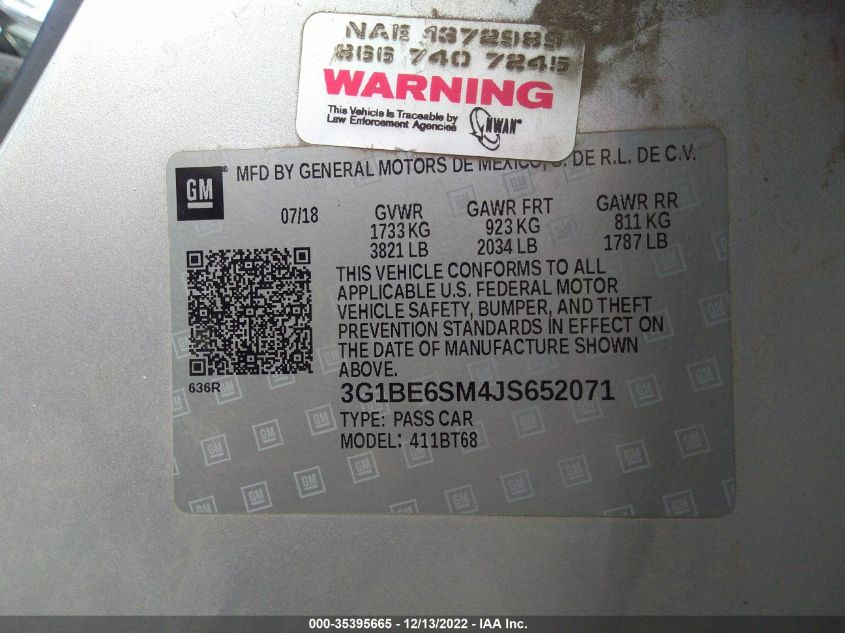 NAE 1372989
866 740 7245
WARNING
This Vehicle is Traceable by
Law Enforcement Agencies
NWAN®
GM ® MFD BY GENERAL MOTORS DE MEXICO, S. DE R.L. DE C.V.
07/18 GVWR GAWR FRT GAWR RR
1733 KG 923 KG 811 KG
3821 LB 2034 LB 1787 LB
THIS VEHICLE CONFORMS TO ALL
APPLICABLE U.S. FEDERAL MOTOR
VEHICLE SAFETY, BUMPER, AND THEFT
PREVENTION STANDARDS IN EFFECT ON
THE DATE OF MANUFACTURE SHOWN
ABOVE.
636R
3G1BE6SM4JS652071
TYPE: PASS CAR
MODEL: 411BT68
000-35395665 - 12/13/2022 - IAA Inc.